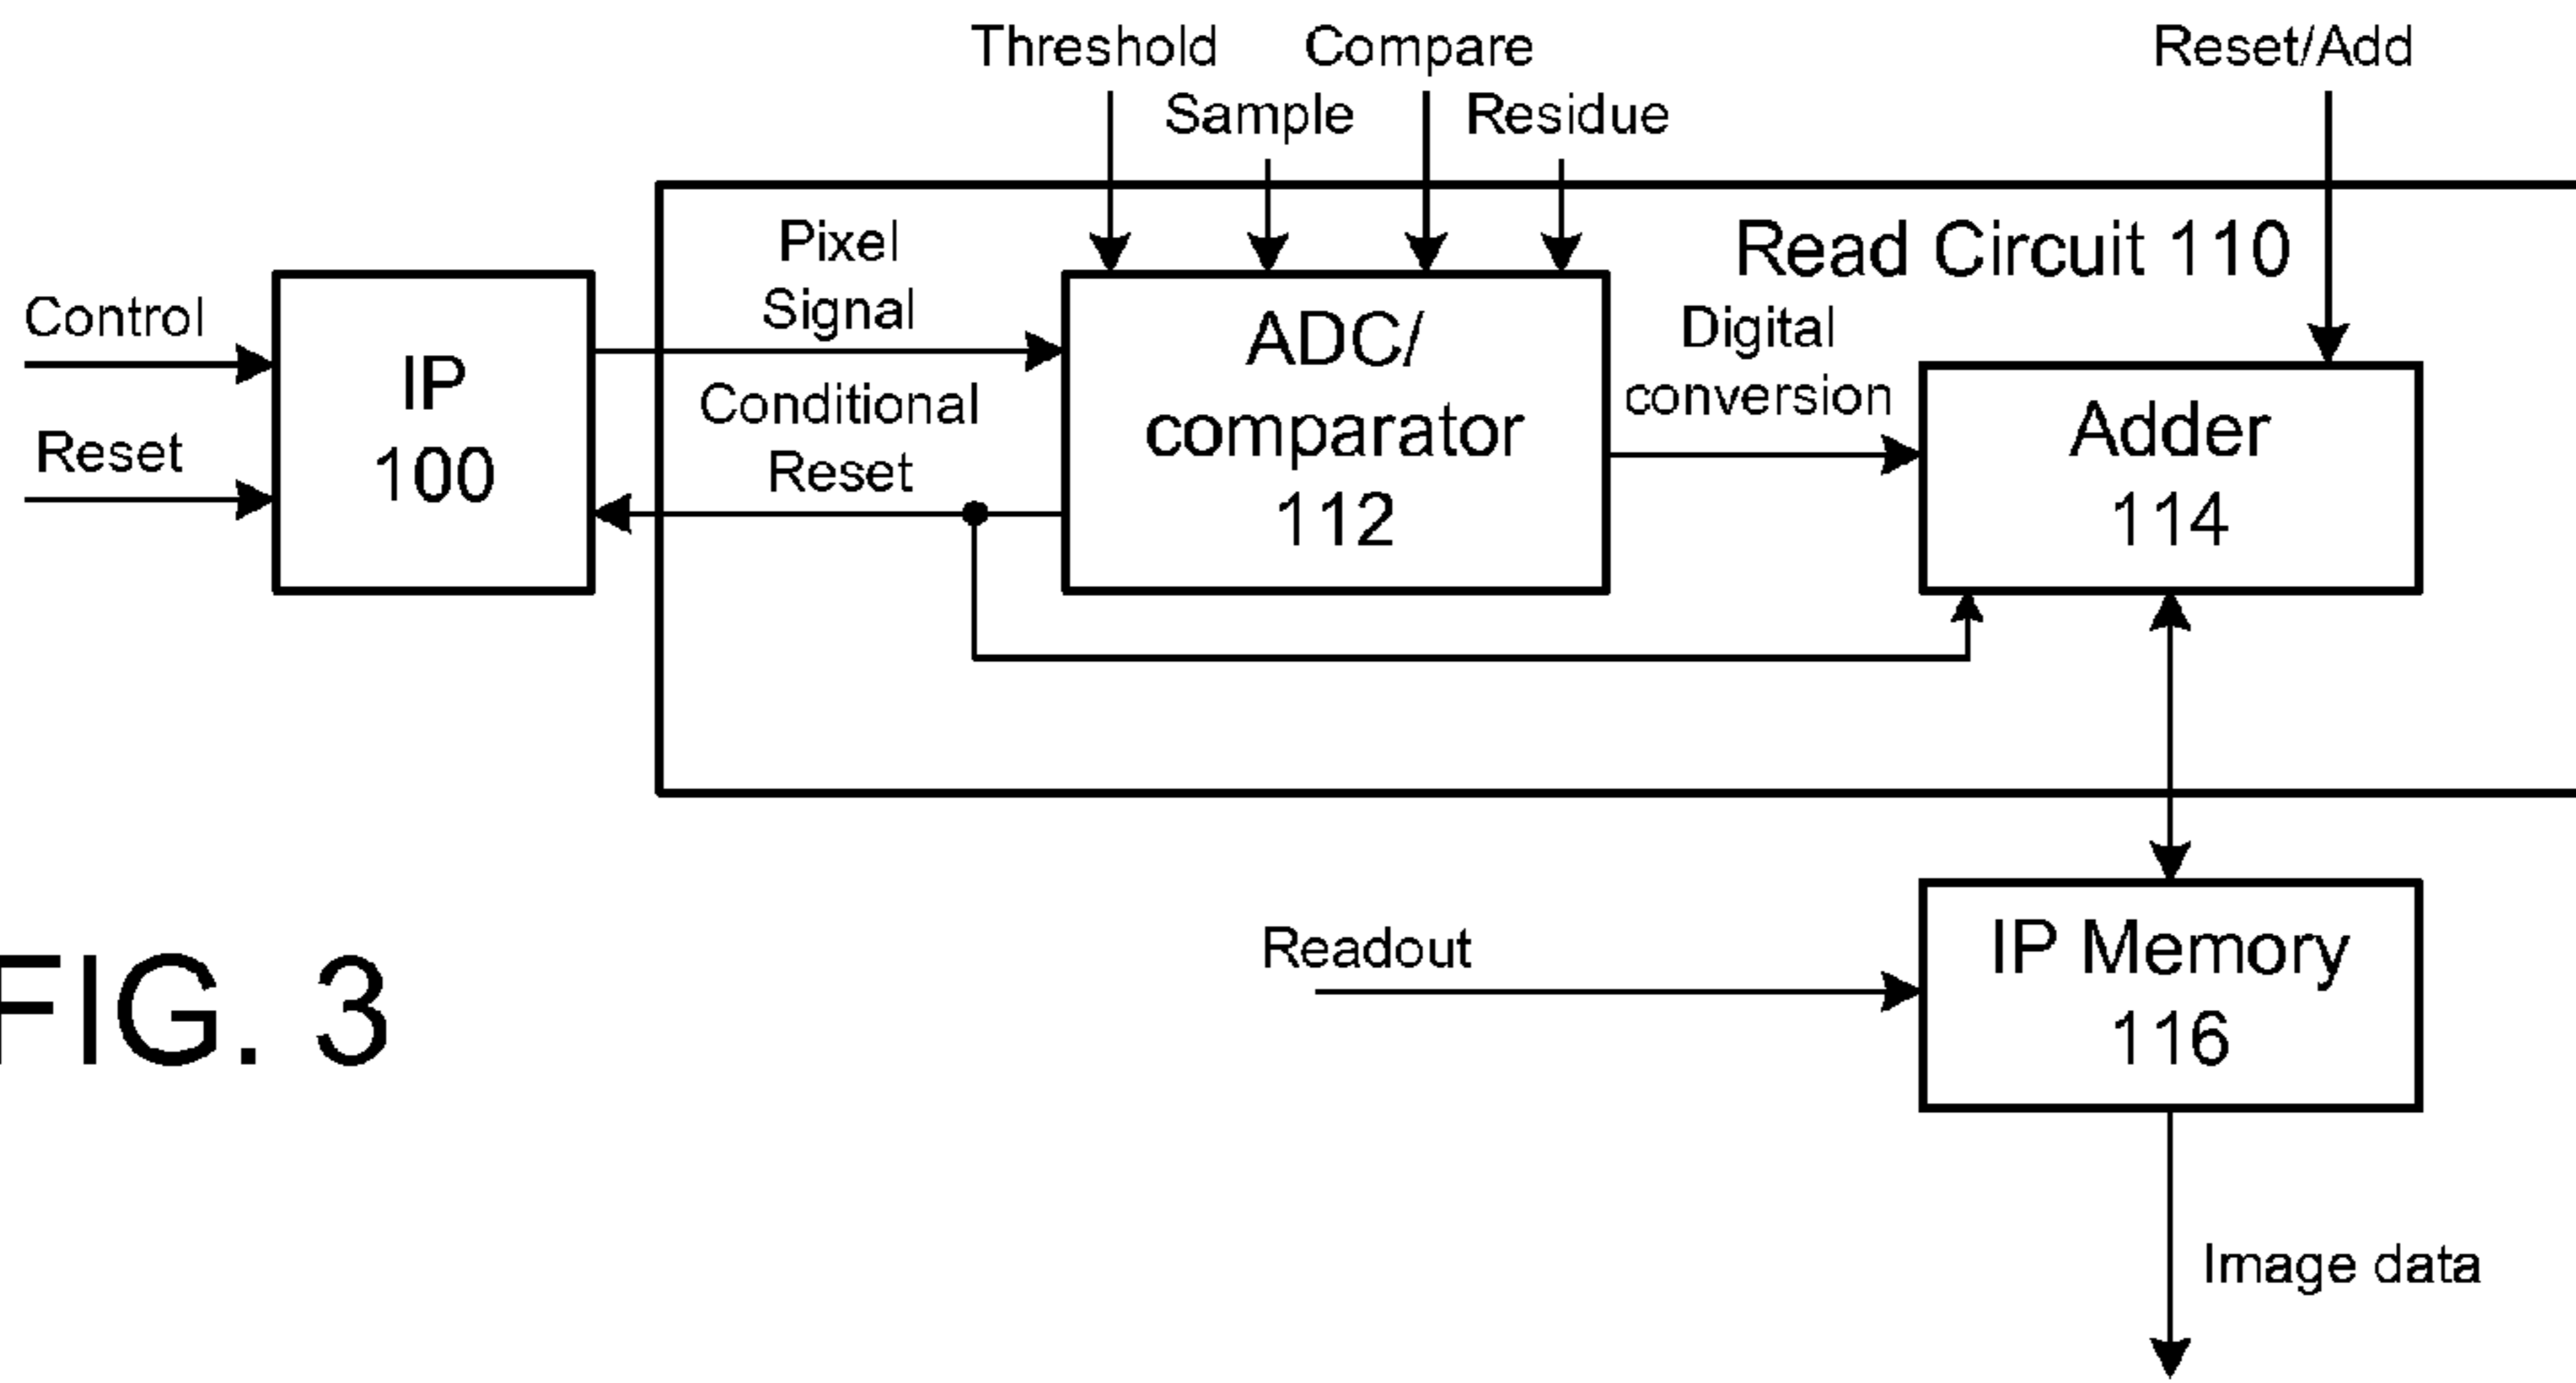 Threshold
Compare
Reset/Add
Sample
Residue
Read Circuit 110
Pixel
Signal
Control
IP
100
Reset
Conditional
Reset
ADC/
comparator
112
Digital
conversion
Adder
114
Readout
IP Memory
116
FIG. 3
Image data